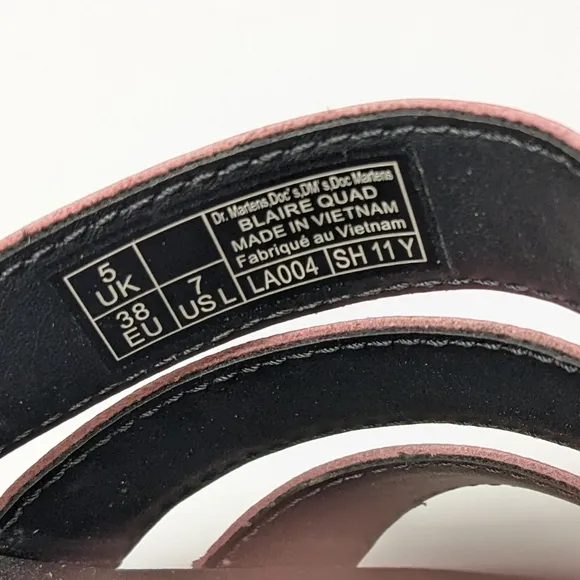 5
UK
38
EU
7
US L
Dr. Martens,Doc's,DM's,Doc Martens
BLAIRE QUAD
MADE IN VIETNAM
Fabriqué au Vietnam
LA004
SH 11 Y